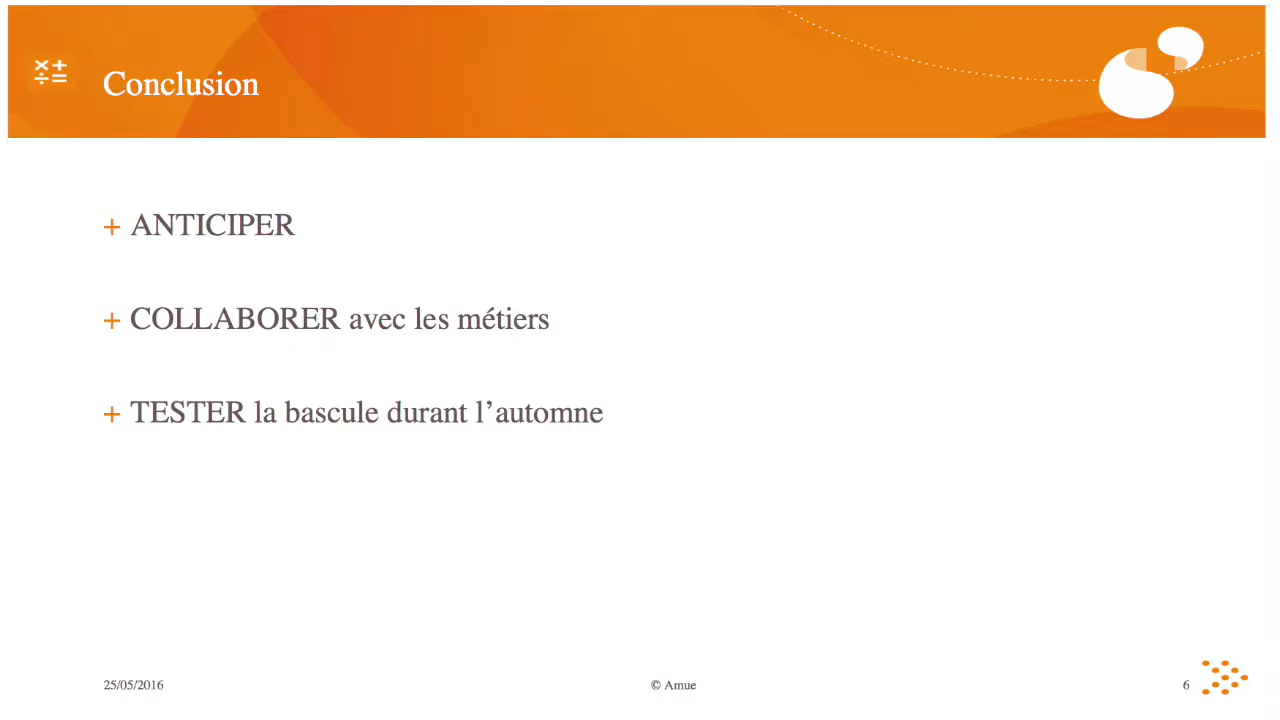 Conclusion
+ ANTICIPER
+ COLLABORER avec les métiers
+ TESTER la bascule durant l’automne
25/05/2016 © Amue 6